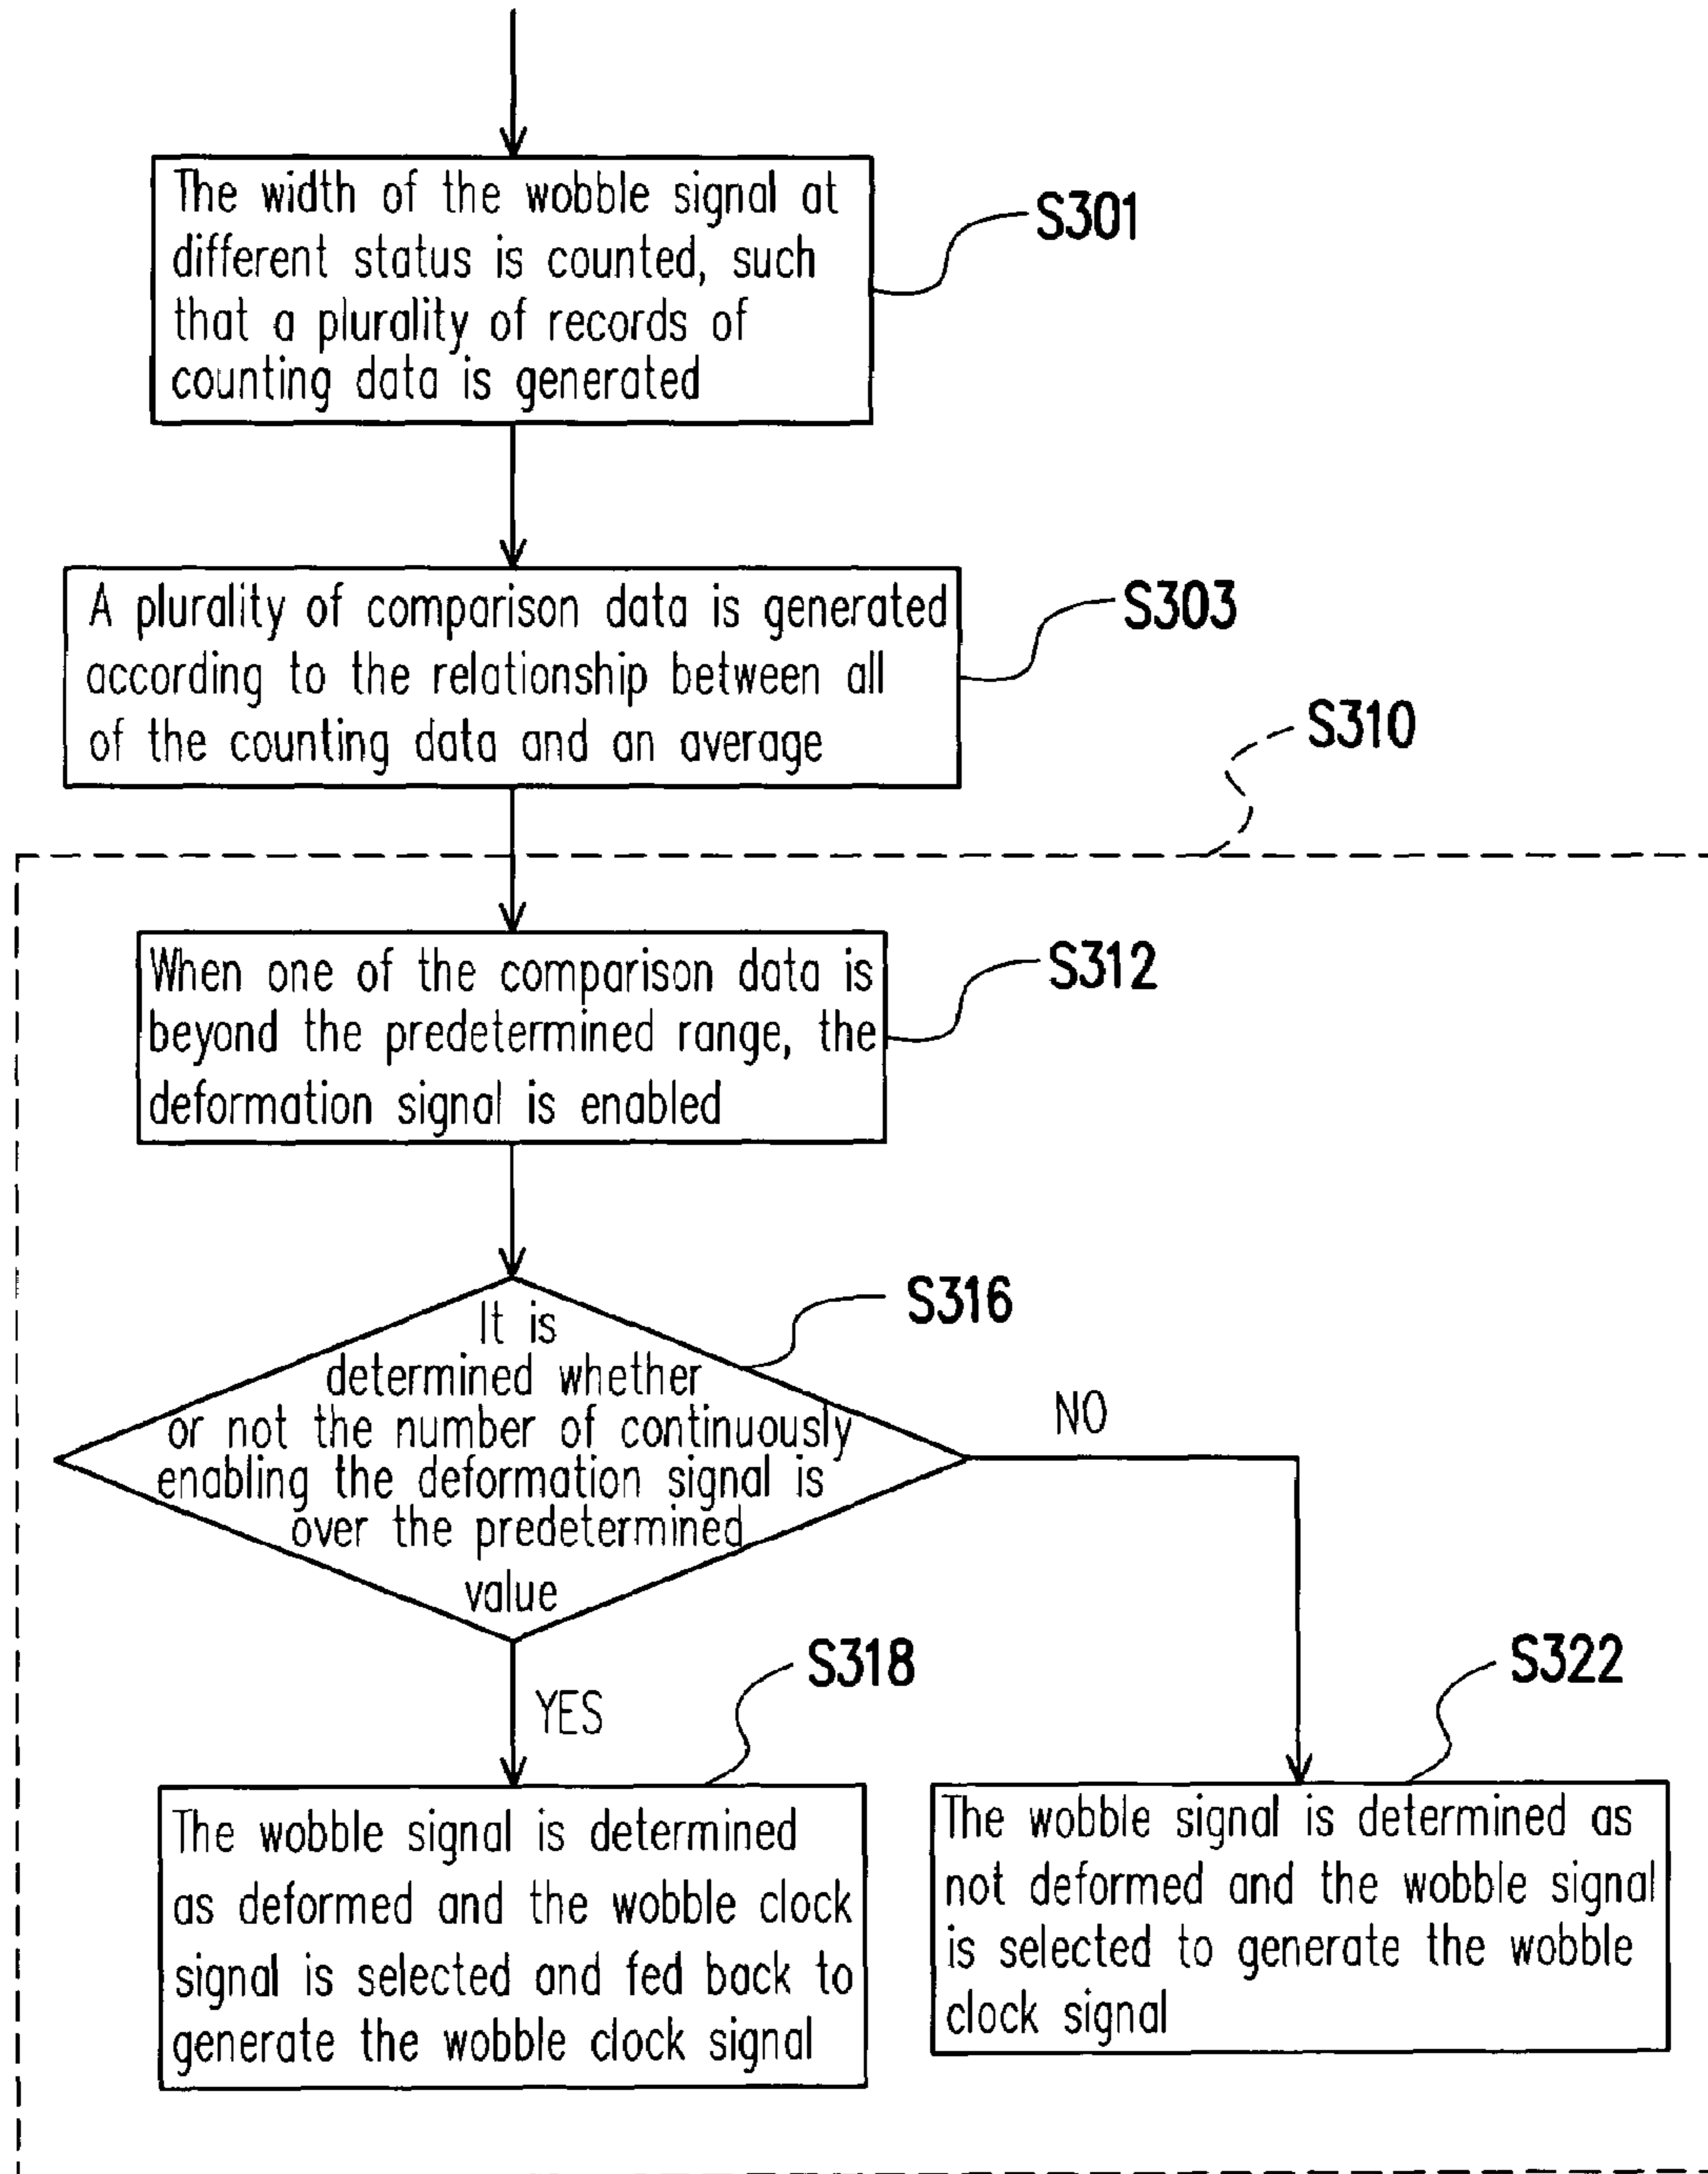 The width of the wobble signal at
different status is counted, such
that a plurality of records of
counting data is generated
S301
A plurality of comparison data is generated
according to the relationship between all
of the counting data and an average
S303
S310
When one of the comparison data is
beyond the predetermined range, the
deformation signal is enabled
S312
It is
determined whether
or not the number of continuously
enabling the deformation signal is
over the predetermined
value
S316
NO
YES
S318
S322
The wobble signal is determined
as deformed and the wobble clock
signal is selected and fed back to
generate the wobble clock signal
The wobble signal is determined as
not deformed and the wobble signal
is selected to generate the wobble
clock signal